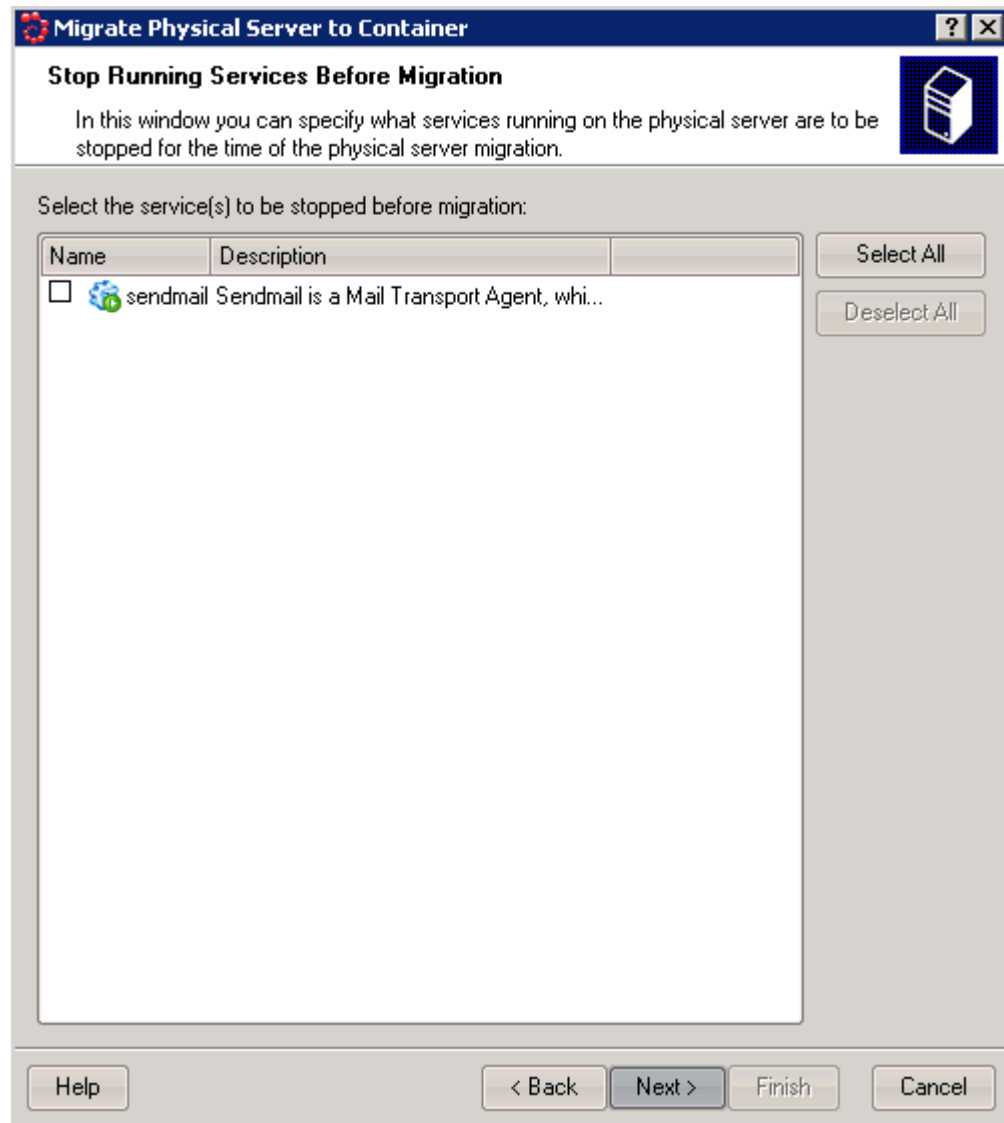 Migrate Physical Server to Container
Stop Running Services Before Migration
In this window you can specify what services running on the physical server are to be
stopped for the time of the physical server migration.
Select the service(s) to be stopped before migration:
Name Description
Select All
sendmail Sendmail is a Mail Transport Agent, whi...
Deselect All
Help < Back Next > Finish Cancel